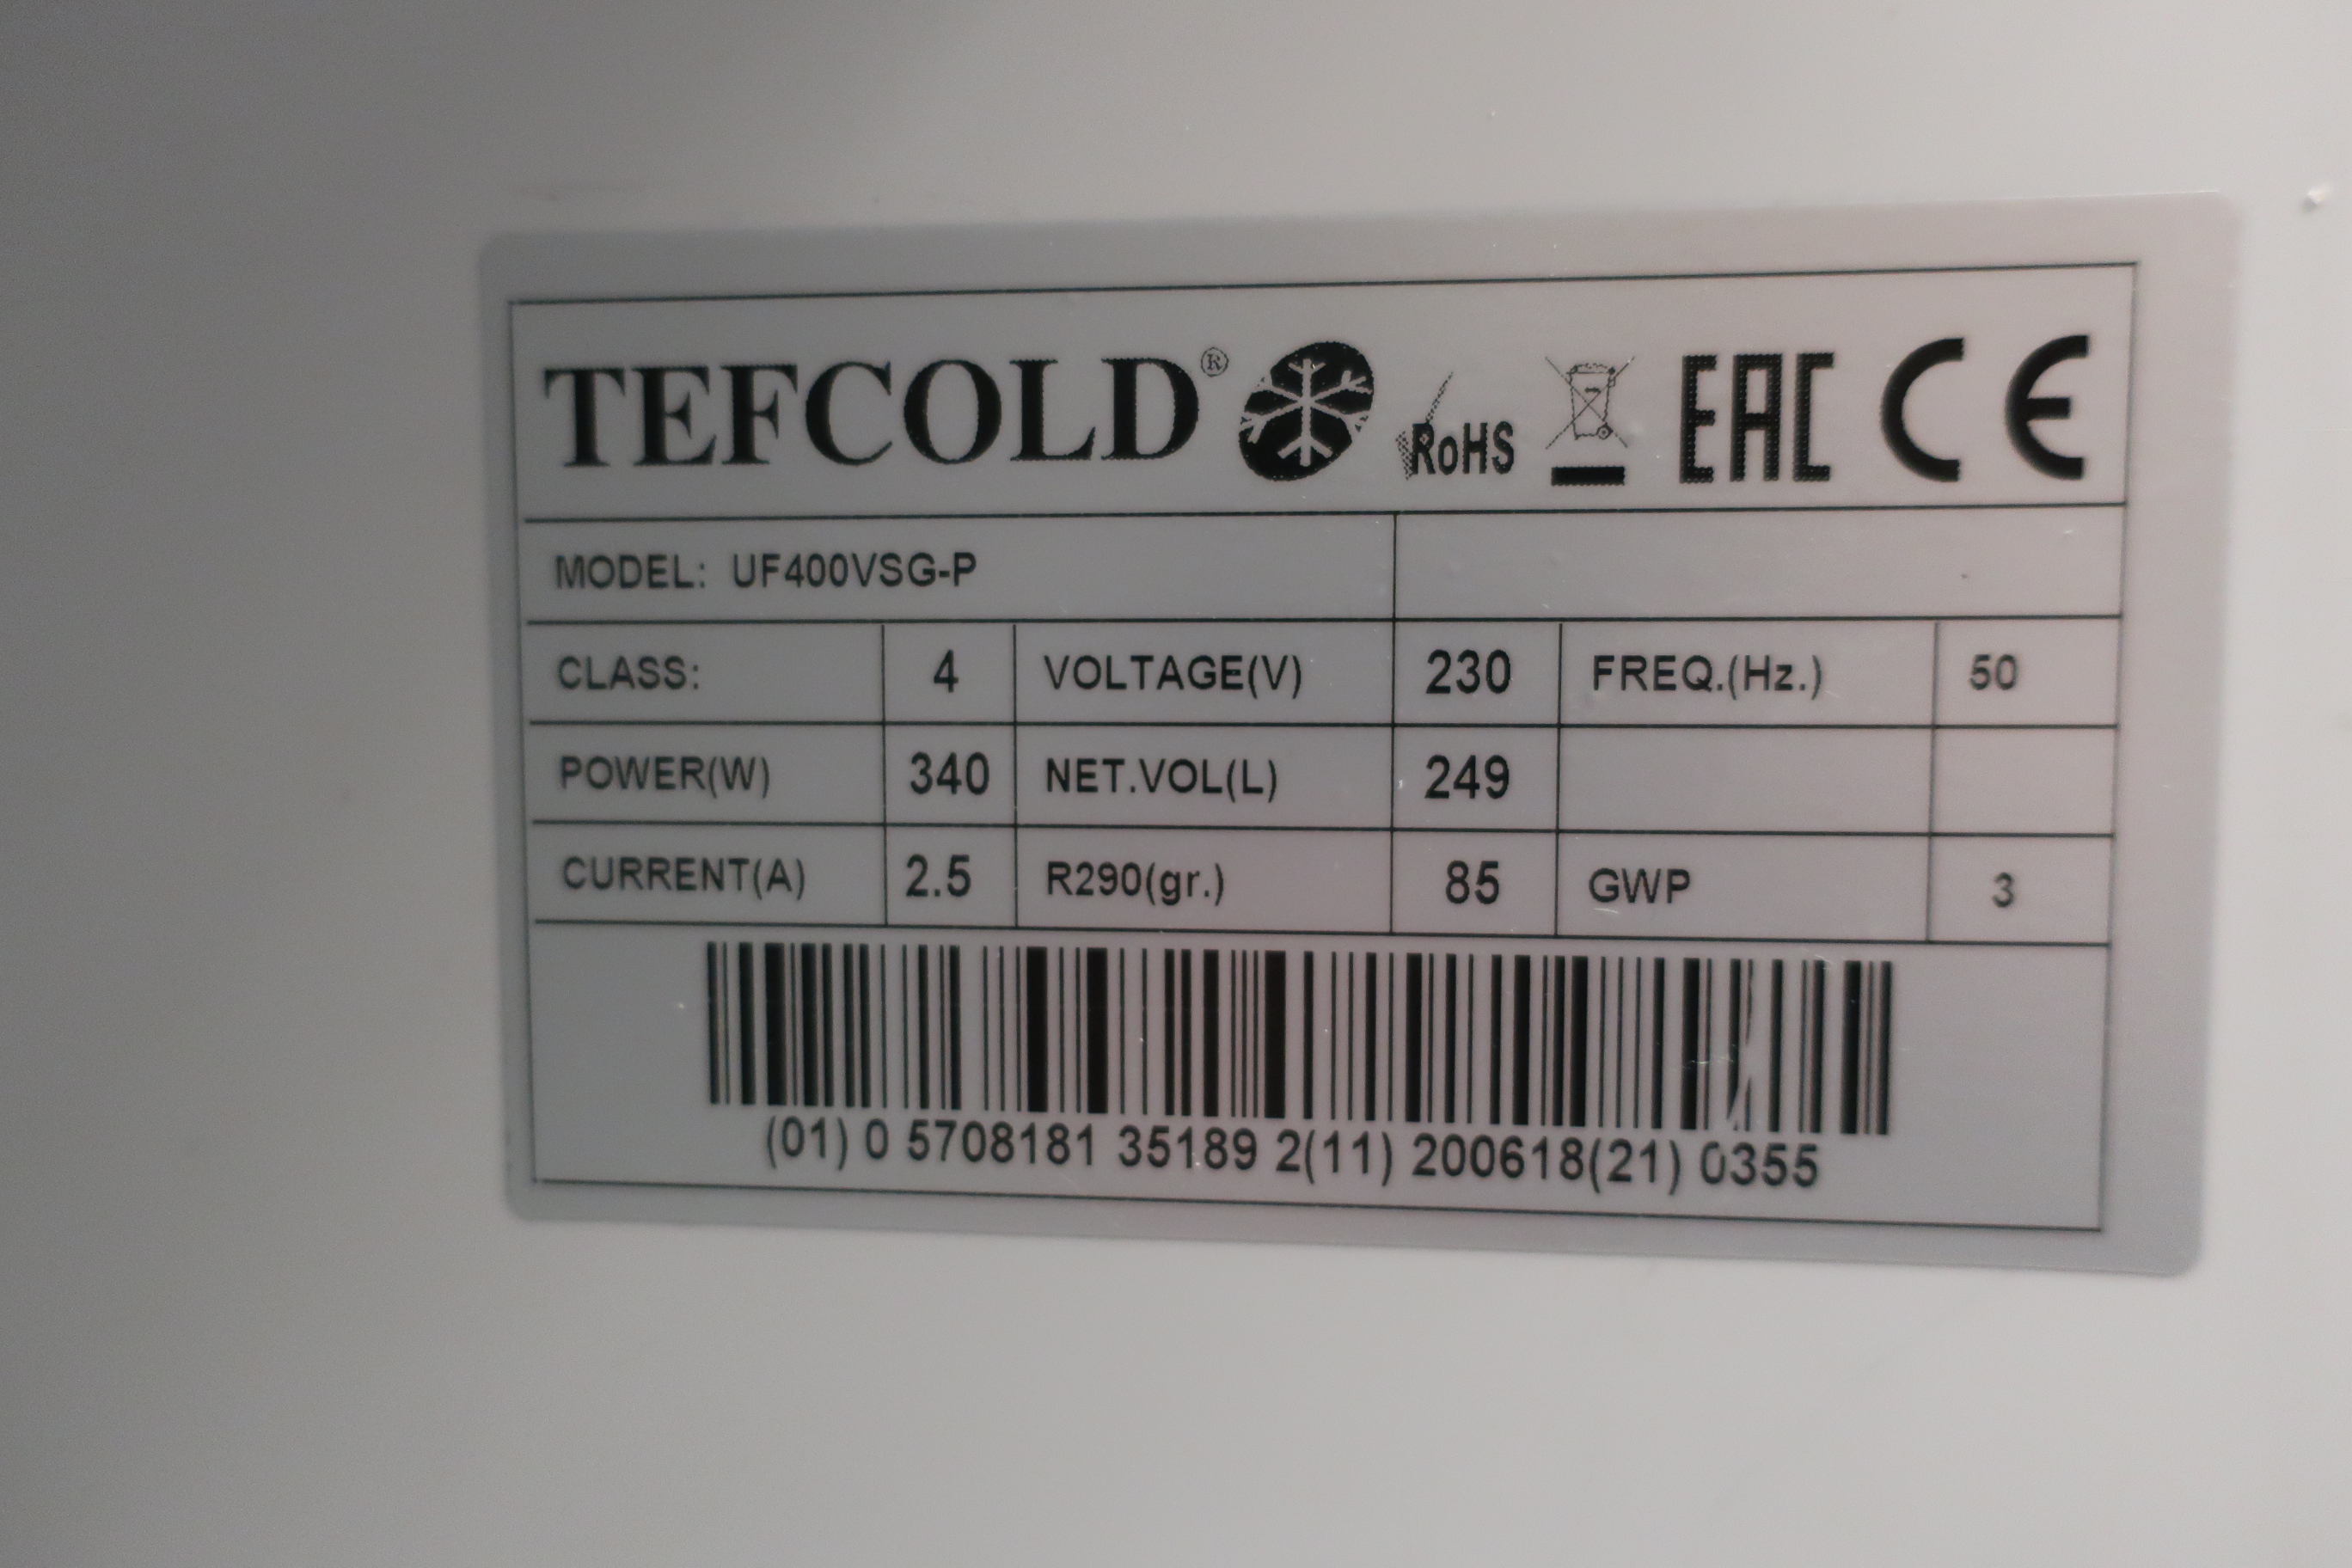 TEFCOLD® RoHS EAC CE
MODEL: UF400VSG-P
CLASS: 4 VOLTAGE(V) 230 FREQ.(Hz.) 50
POWER(W) 340 NET.VOL(L) 249
CURRENT(A) 2.5 R290(gr.) 85 GWP 3
(01) 0 5708181 35189 2(11) 200618(21) 0355